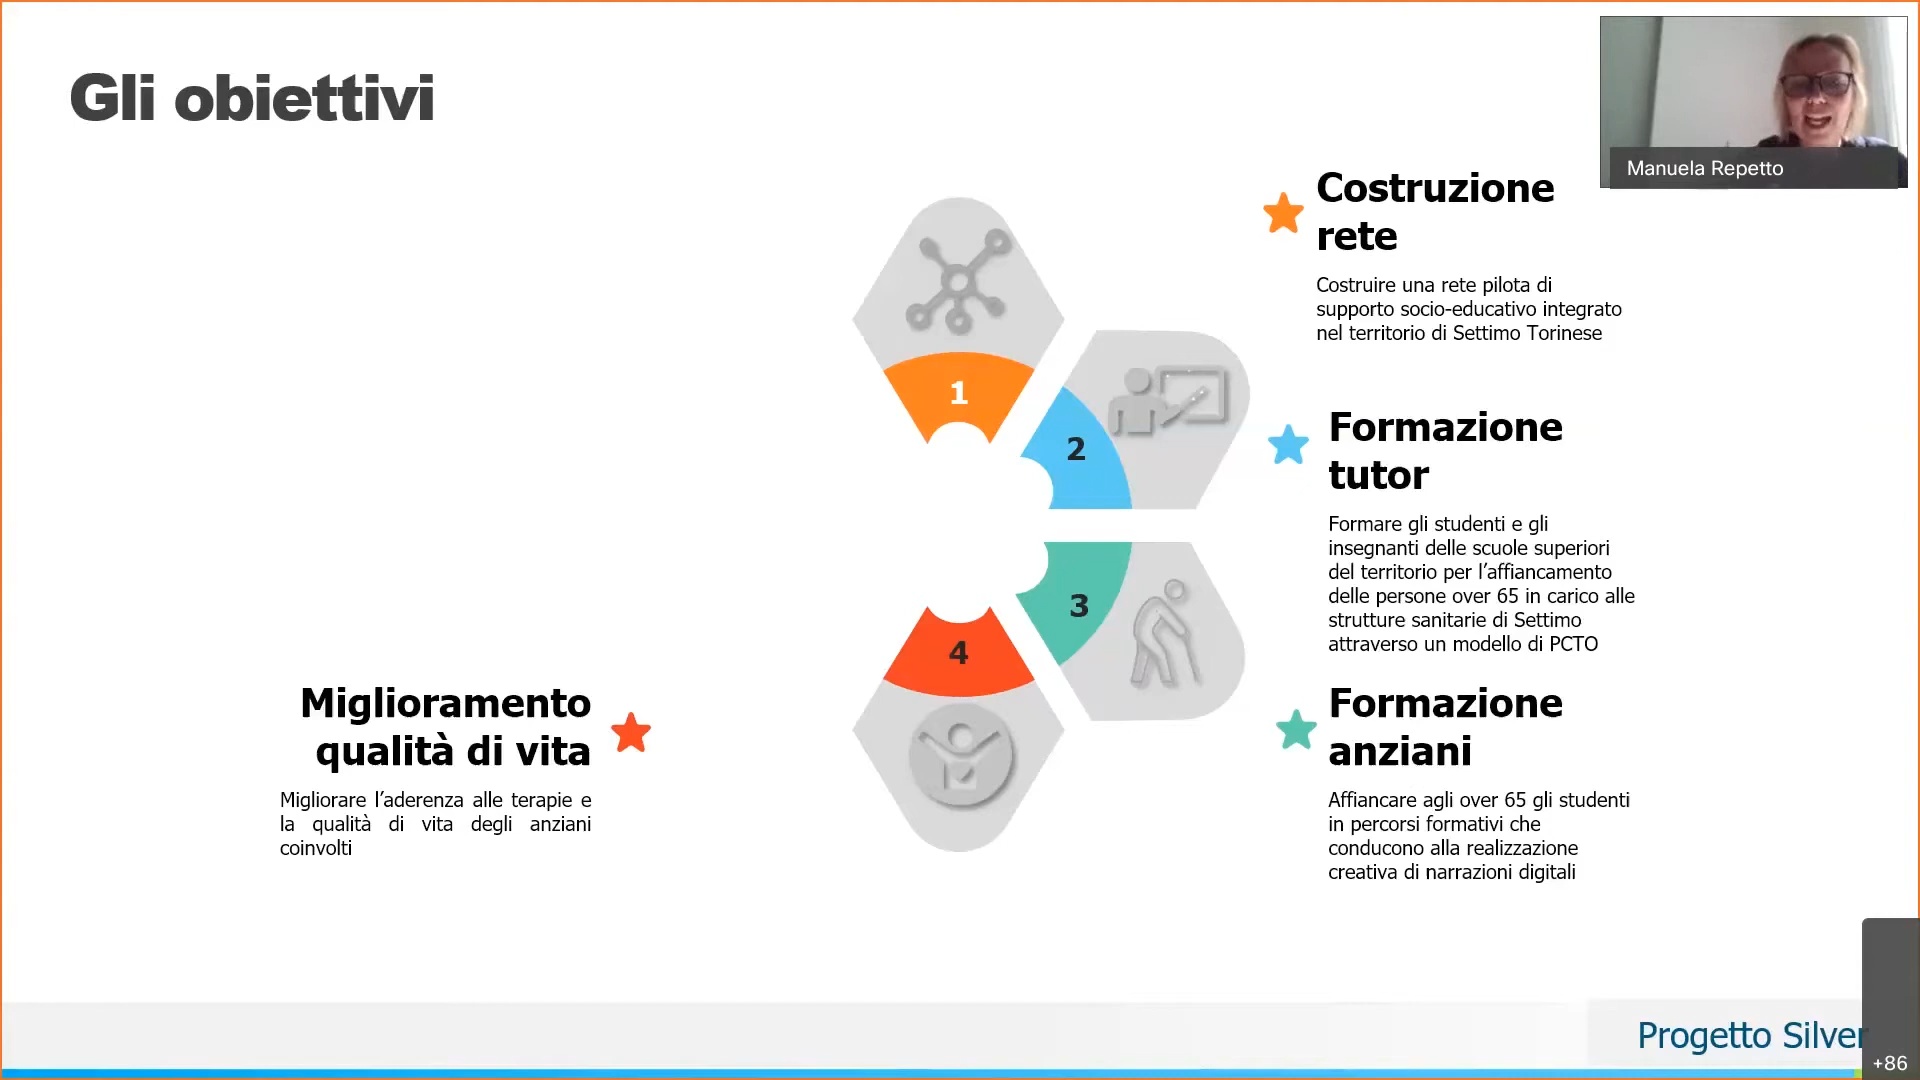 Gli obiettivi
Manuela Repetto
Costruzione
rete
Costruire una rete pilota di
supporto socio-educativo integrato
nel territorio di Settimo Torinese
1
2
Formazione
tutor
Formare gli studenti e gli
insegnanti delle scuole superiori
del territorio per l’affiancamento
delle persone over 65 in carico alle
strutture sanitarie di Settimo
attraverso un modello di PCTO
3
Formazione
anziani
Affiancare agli over 65 gli studenti
in percorsi formativi che
conducono alla realizzazione
creativa di narrazioni digitali
4
Miglioramento
qualità di vita
Migliorare l’aderenza alle terapie e
la qualità di vita degli anziani
coinvolti
Progetto Silver
+86